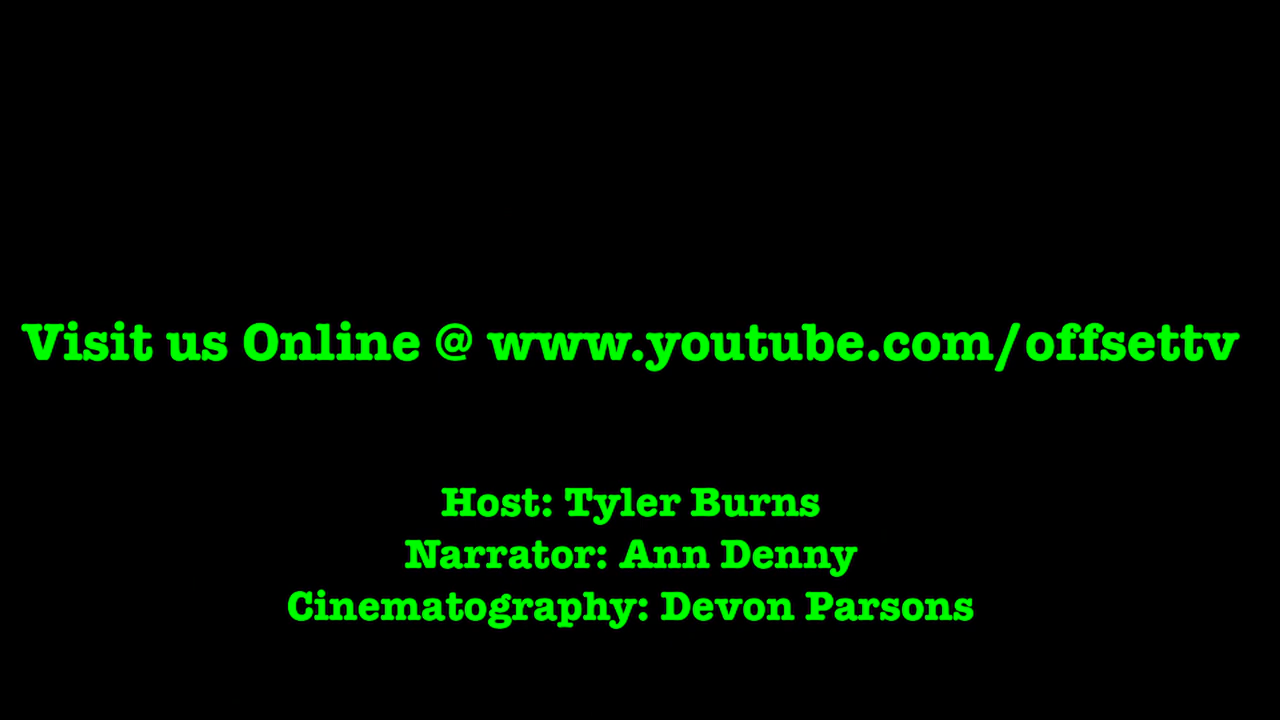 Visit us Online @ www.youtube.com/offsettv
Host: Tyler Burns
Narrator: Ann Denny
Cinematography: Devon Parsons